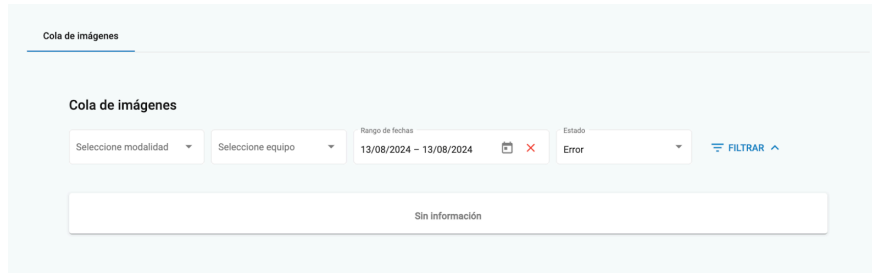 Cola de imágenes
Cola de imágenes
Rango de fechas
Estado
Seleccione modalidad
Seleccione equipo
13/08/2024 – 13/08/2024
Error
FILTRAR
Sin información